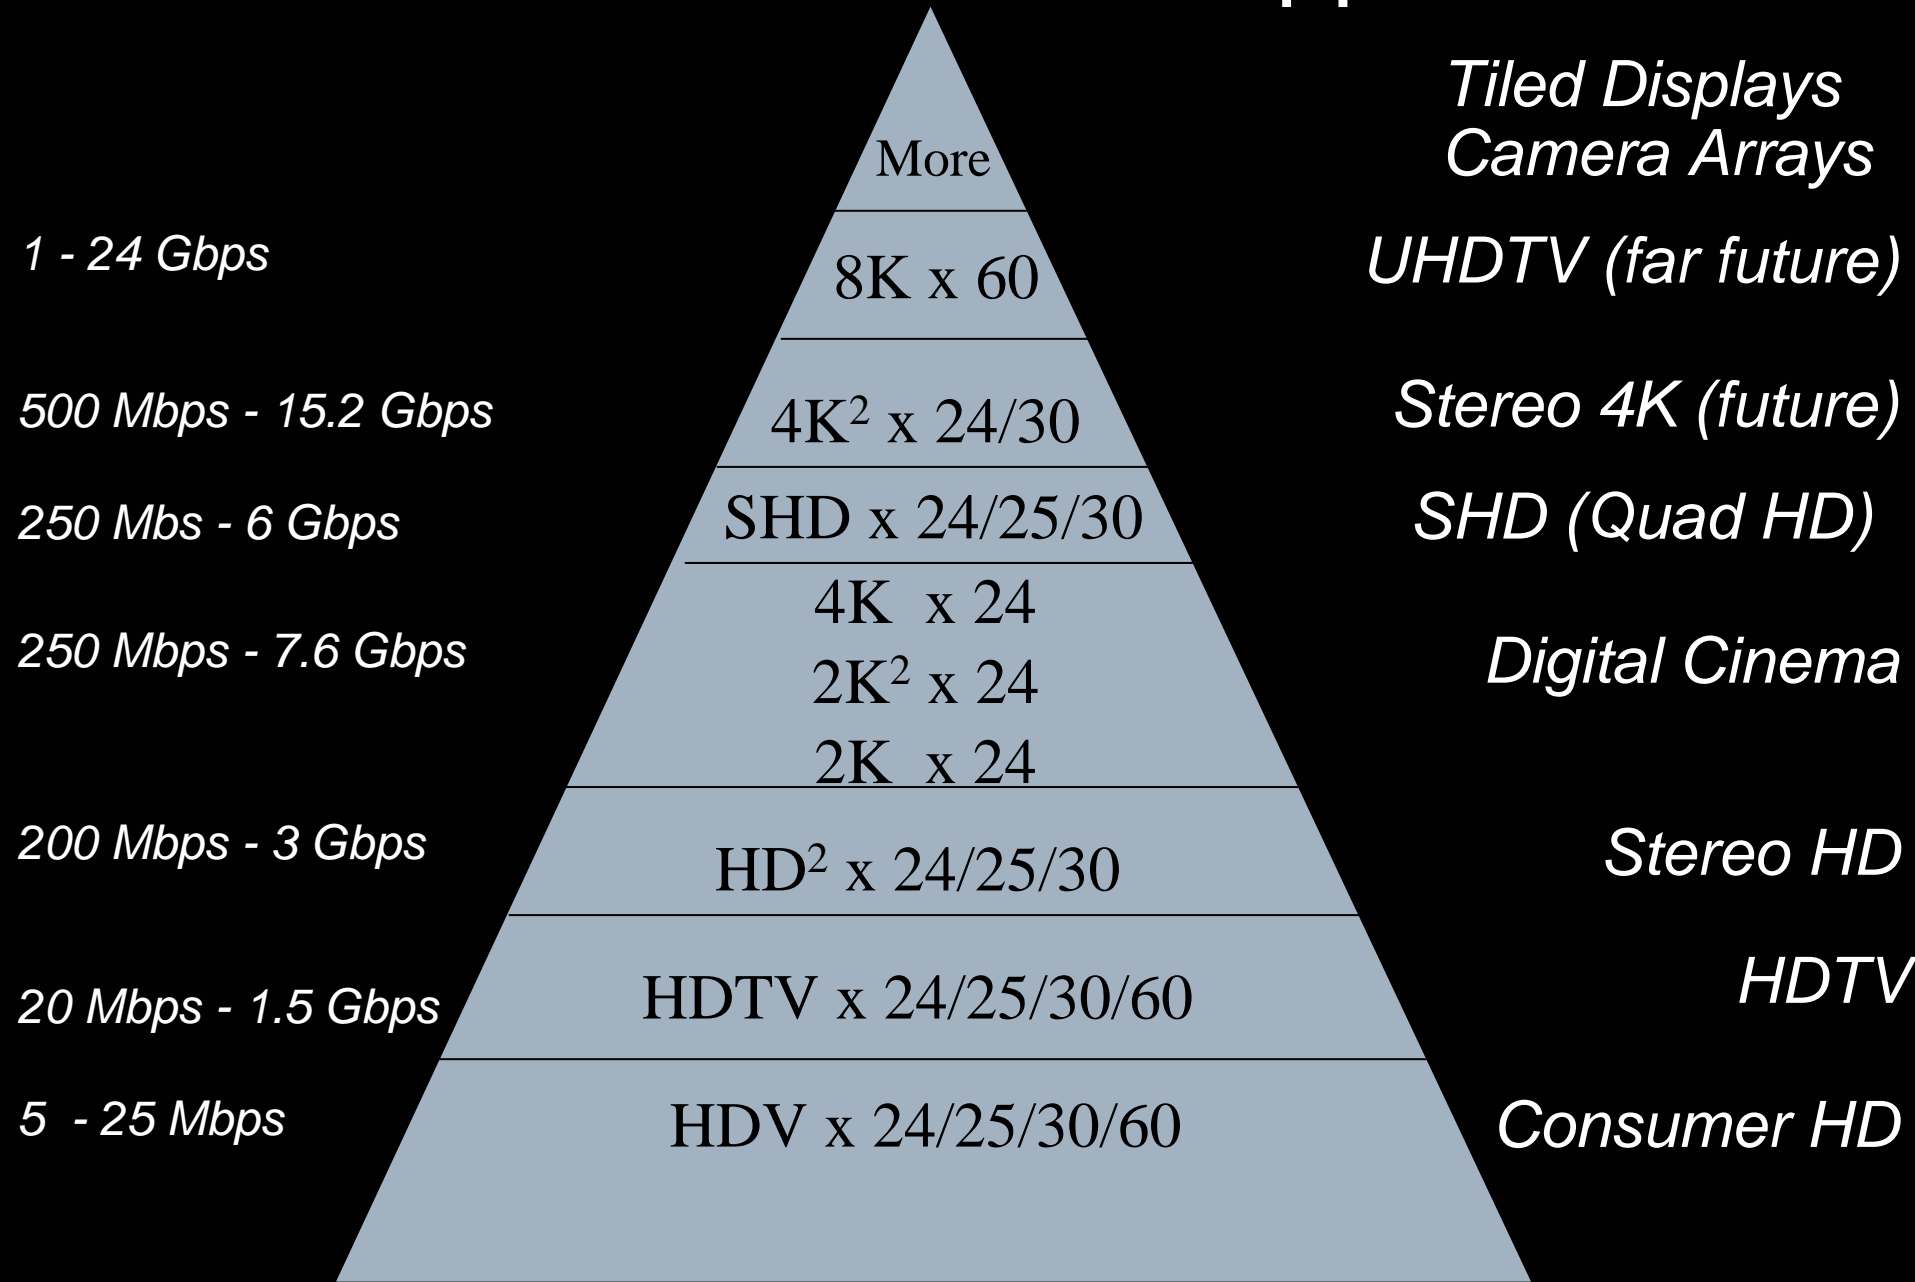 Tiled Displays
Camera Arrays
More
1 - 24 Gbps
8K x 60
UHDTV (far future)
500 Mbps - 15.2 Gbps
4K² x 24/30
Stereo 4K (future)
250 Mbs - 6 Gbps
SHD x 24/25/30
SHD (Quad HD)
4K x 24
250 Mbps - 7.6 Gbps
2K² x 24
Digital Cinema
2K x 24
200 Mbps - 3 Gbps
HD² x 24/25/30
Stereo HD
20 Mbps - 1.5 Gbps
HDTV x 24/25/30/60
HDTV
5 - 25 Mbps
HDV x 24/25/30/60
Consumer HD